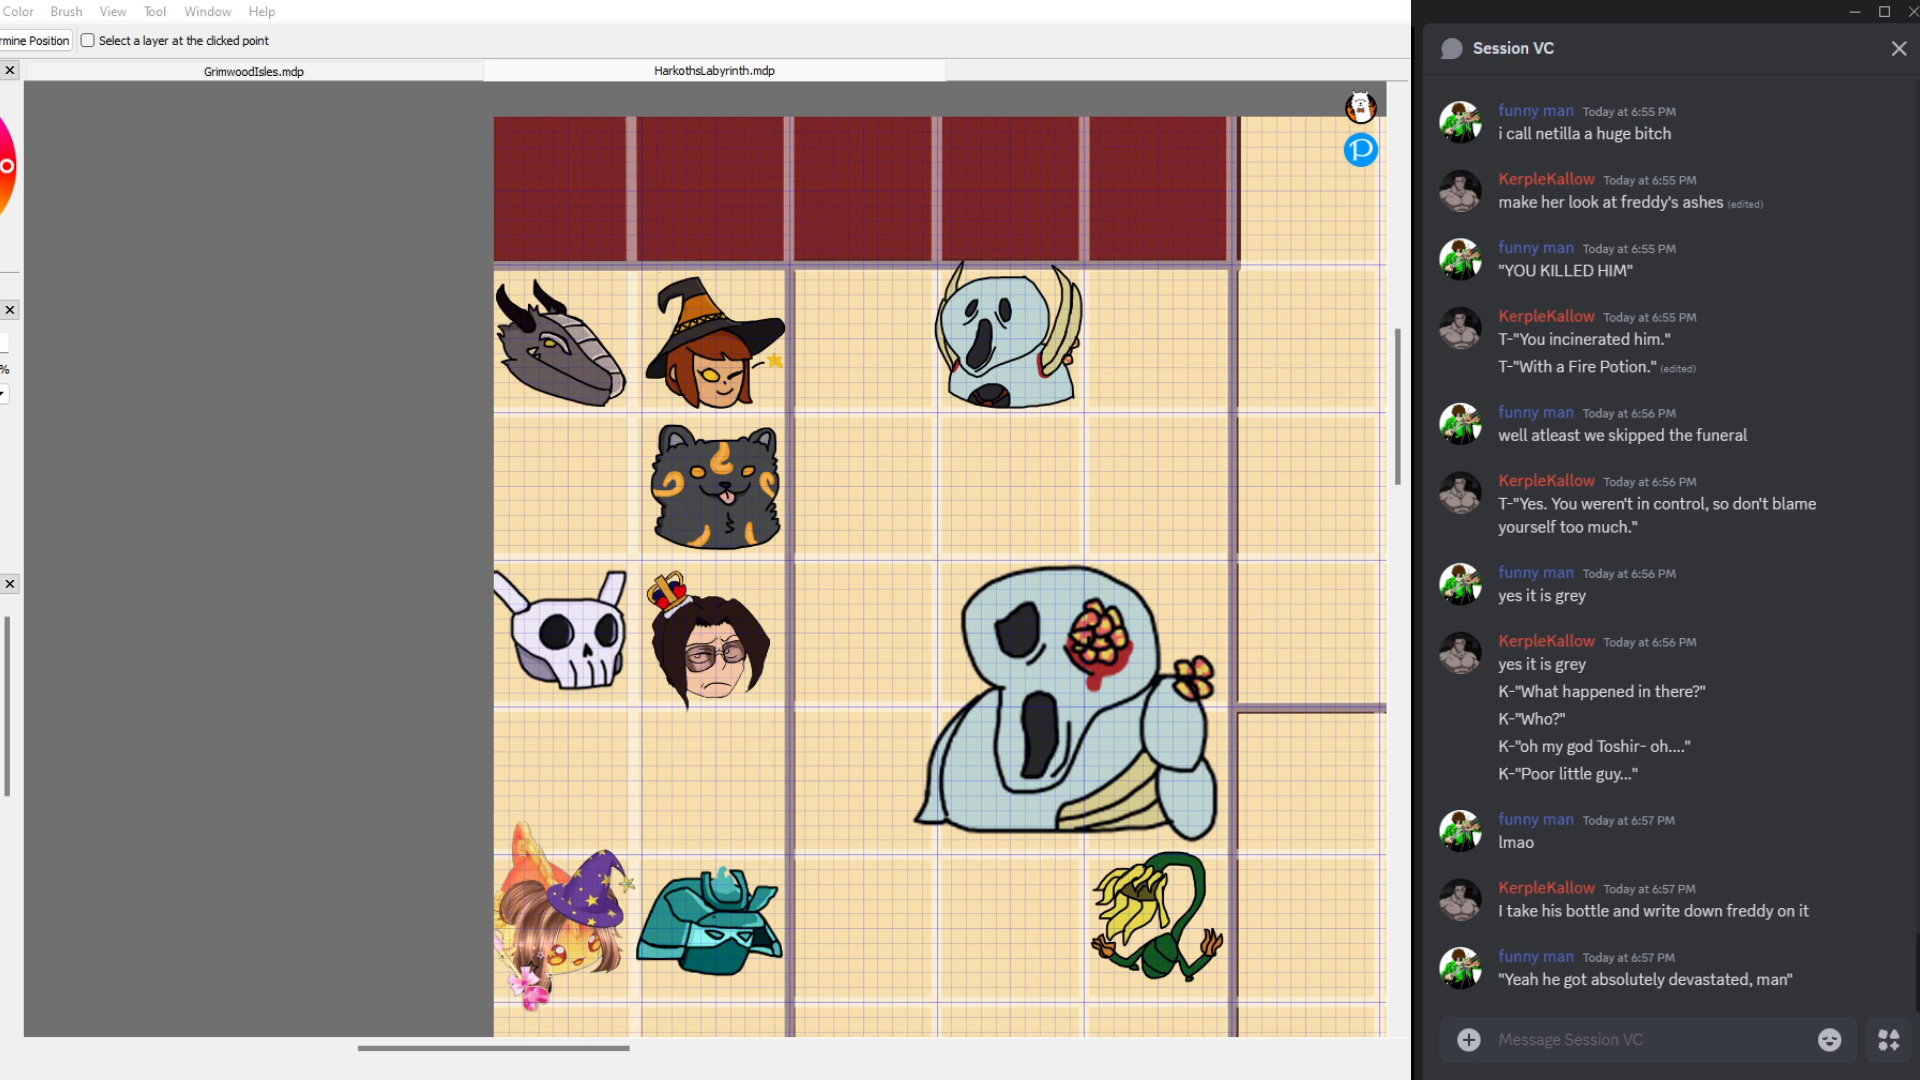 Color Brush View Tool Window Help
rmine Position Select a layer at the clicked point
GrimwoodIsles.mdp HarkothsLabyrinth.mdp
%
Session VC
funny man Today at 6:55 PM
i call netilla a huge bitch
KerpleKallow Today at 6:55 PM
make her look at freddy's ashes (edited)
funny man Today at 6:55 PM
"YOU KILLED HIM"
KerpleKallow Today at 6:55 PM
T-"You incinerated him."
T-"With a Fire Potion." (edited)
funny man Today at 6:56 PM
well atleast we skipped the funeral
KerpleKallow Today at 6:56 PM
T-"Yes. You weren't in control, so don't blame
yourself too much."
funny man Today at 6:56 PM
yes it is grey
KerpleKallow Today at 6:56 PM
yes it is grey
K-"What happened in there?"
K-"Who?"
K-"oh my god Toshir- oh...."
K-"Poor little guy..."
funny man Today at 6:57 PM
lmao
KerpleKallow Today at 6:57 PM
I take his bottle and write down freddy on it
funny man Today at 6:57 PM
"Yeah he got absolutely devastated, man"
Message Session VC